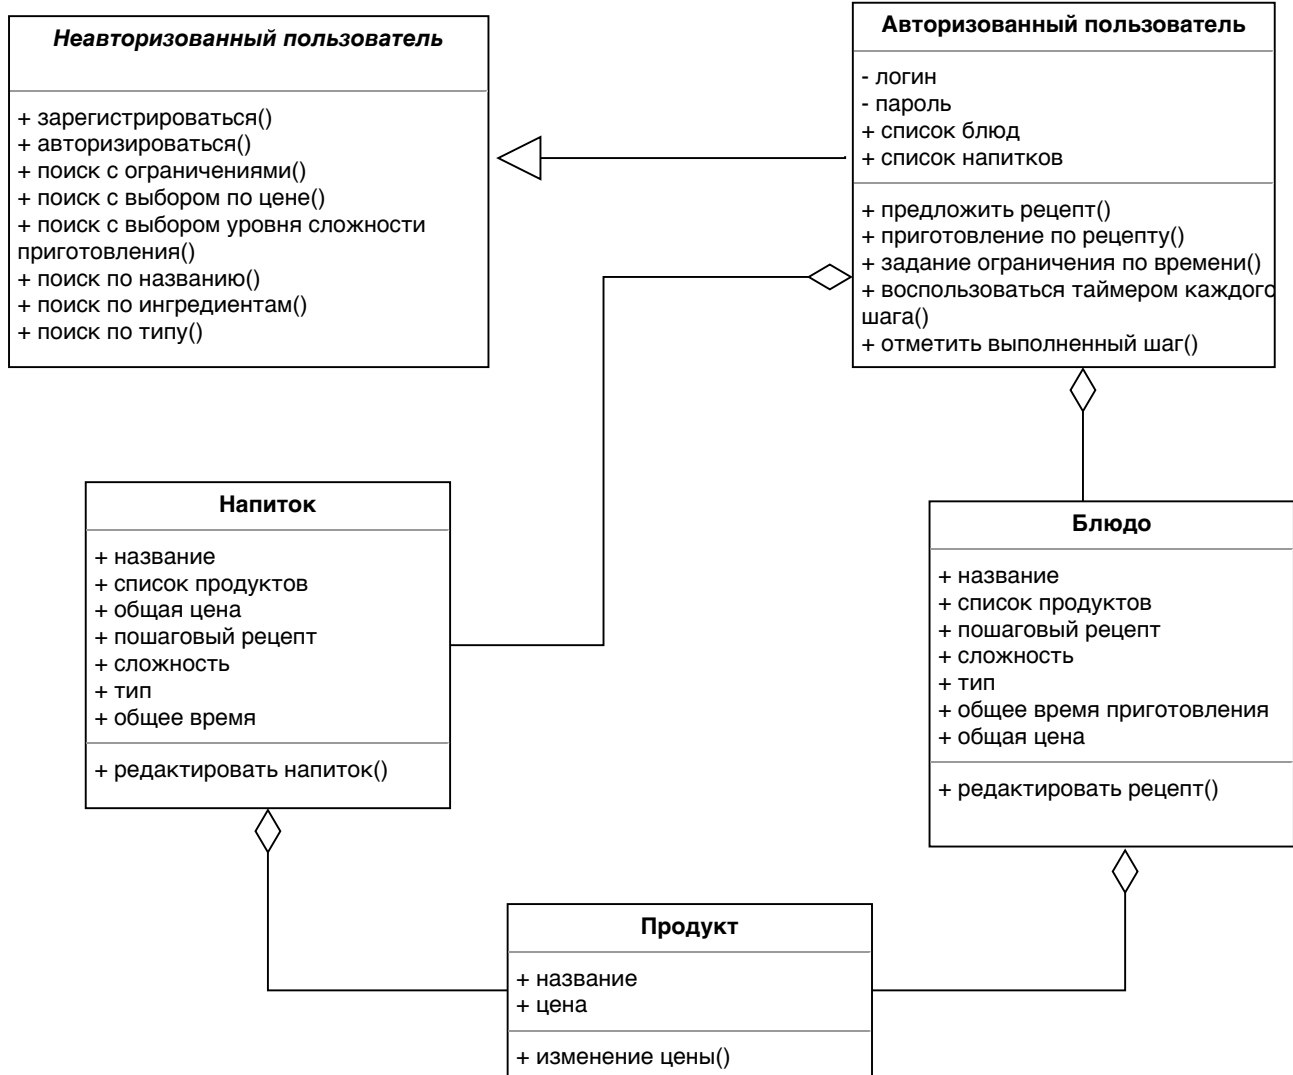 Неавторизованный пользователь
+ зарегистрироваться()
+ авторизироваться()
+ поиск с ограничениями()
+ поиск с выбором по цене()
+ поиск с выбором уровня сложности
приготовления()
+ поиск по названию()
+ поиск по ингредиентам()
+ поиск по типу()
Авторизованный пользователь
- логин
- пароль
+ список блюд
+ список напитков
+ предложить рецепт()
+ приготовление по рецепту()
+ задание ограничения по времени()
+ воспользоваться таймером каждого
шага()
+ отметить выполненный шаг()
Напиток
+ название
+ список продуктов
+ общая цена
+ пошаговый рецепт
+ сложность
+ тип
+ общее время
+ редактировать напиток()
Блюдо
+ название
+ список продуктов
+ пошаговый рецепт
+ сложность
+ тип
+ общее время приготовления
+ общая цена
+ редактировать рецепт()
Продукт
+ название
+ цена
+ изменение цены()